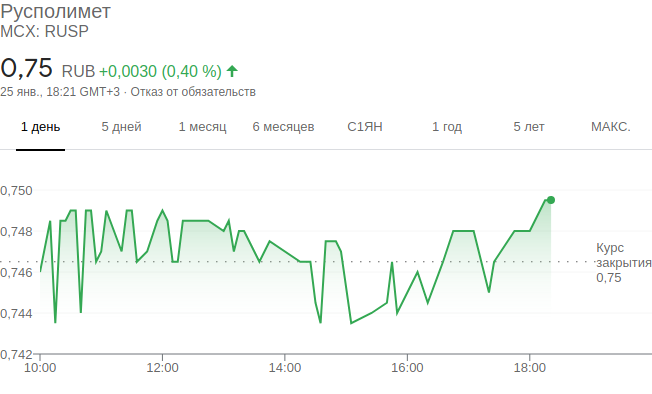 Русполимет
MCX: RUSP
0,75 RUB +0,0030 (0,40 %)
25 янв., 18:21 GMT+3 · Отказ от обязательств
1 день 5 дней 1 месяц 6 месяцев С1ЯН 1 год 5 лет МАКС.
0,750
0,748
0,746
0,744
0,742
Курс
закрытия
0,75
10:00 12:00 14:00 16:00 18:00